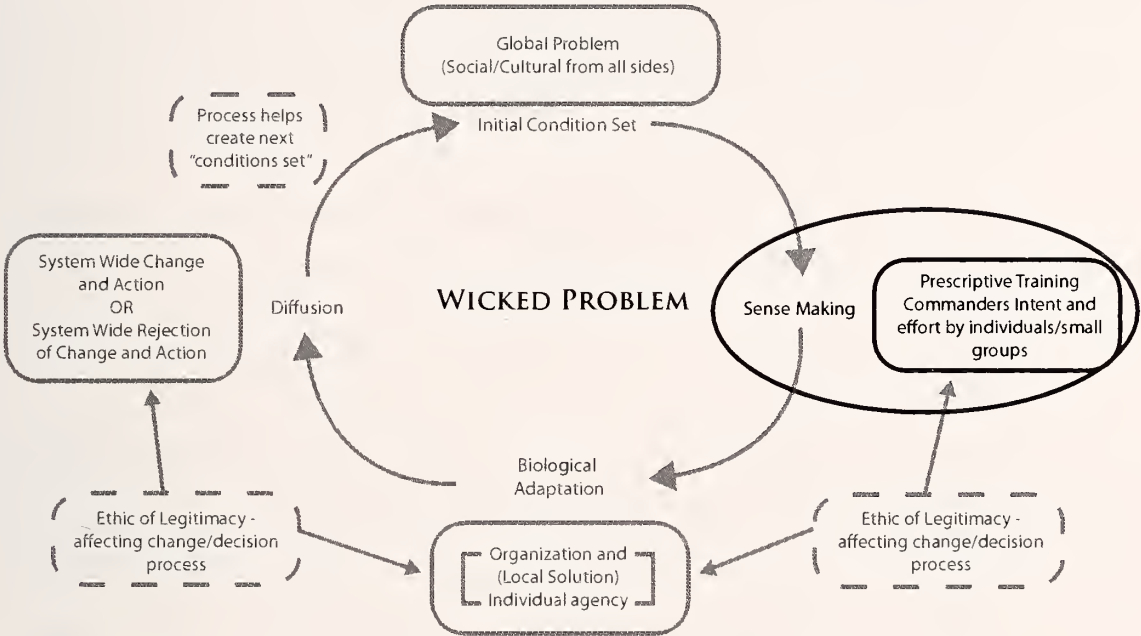 Global Problem
(Social/Cultural from all sides)
Process helps
create next
"conditions set"
Initial Condition Set
System Wide Change
and Action
OR
System Wide Rejection
of Change and Action
Diffusion
WICKED PROBLEM
Sense Making
Prescriptive Training
Commanders Intent and
effort by individuals/small
groups
Biological
Adaptation
Ethic of Legitimacy -
affecting change/decision
process
Organization and
(Local Solution)
Individual agency
Ethic of Legitimacy -
affecting change/decision
process